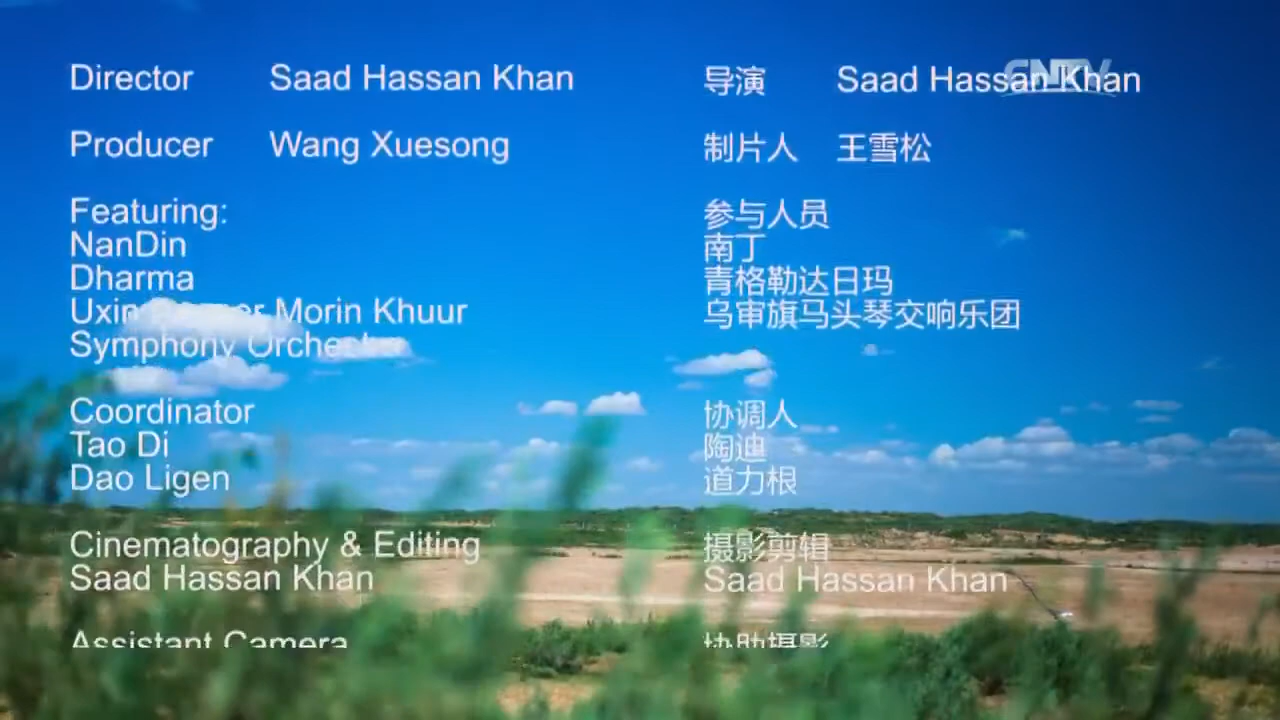 Director Saad Hassan Khan
Producer Wang Xuesong
Featuring:
NanDin
Dharma
Uxin Banner Morin Khuur
Symphony Orchestra
Coordinator
Tao Di
Dao Ligen
Cinematography & Editing
Saad Hassan Khan
Assistant Camera
导演 Saad Hassan Khan
制片人 王雪松
参与人员
南丁
青格勒达日玛
乌审旗马头琴交响乐团
协调人
陶迪
道力根
摄影剪辑
Saad Hassan Khan
协助摄影
CNTV